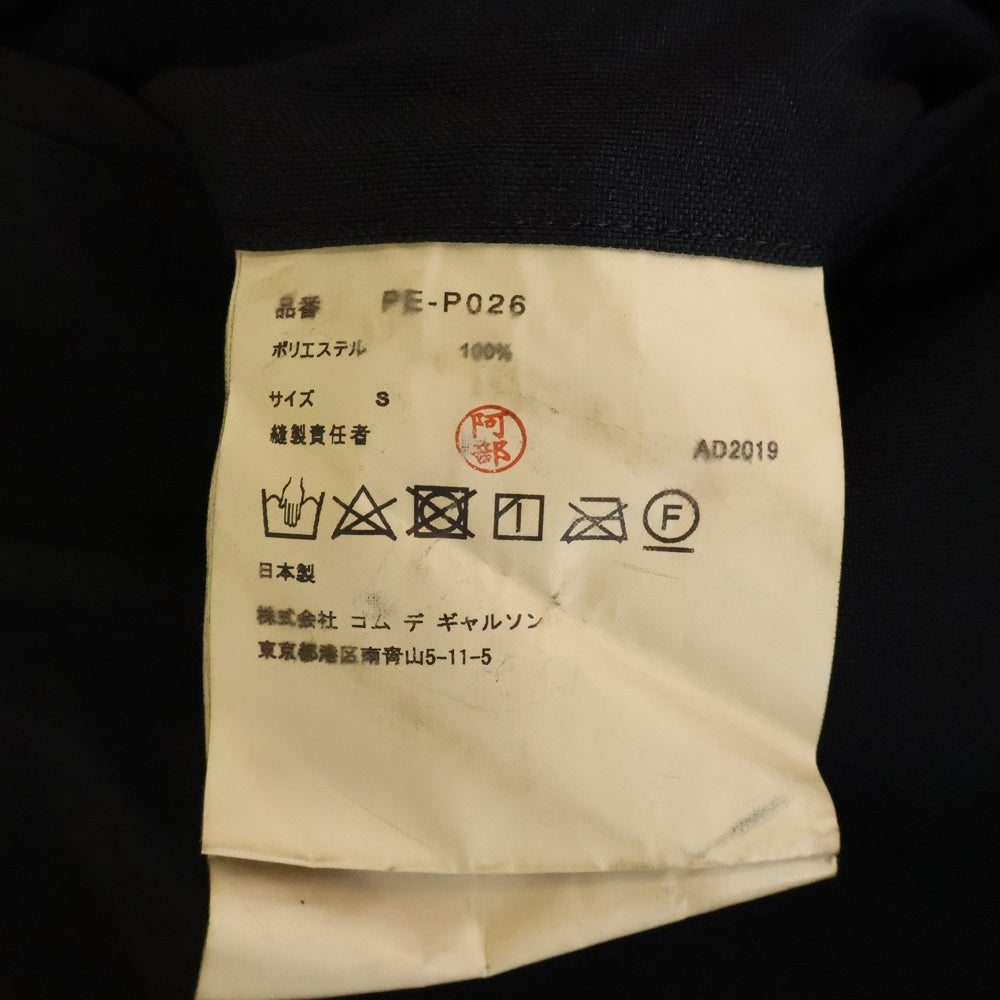 品番 PE-P026
ポリエステル 100%
サイズ S
縫製責任者 阿部 AD2019
F
日本製
株式会社 コム デ ギャルソン
東京都港区南青山5-11-5